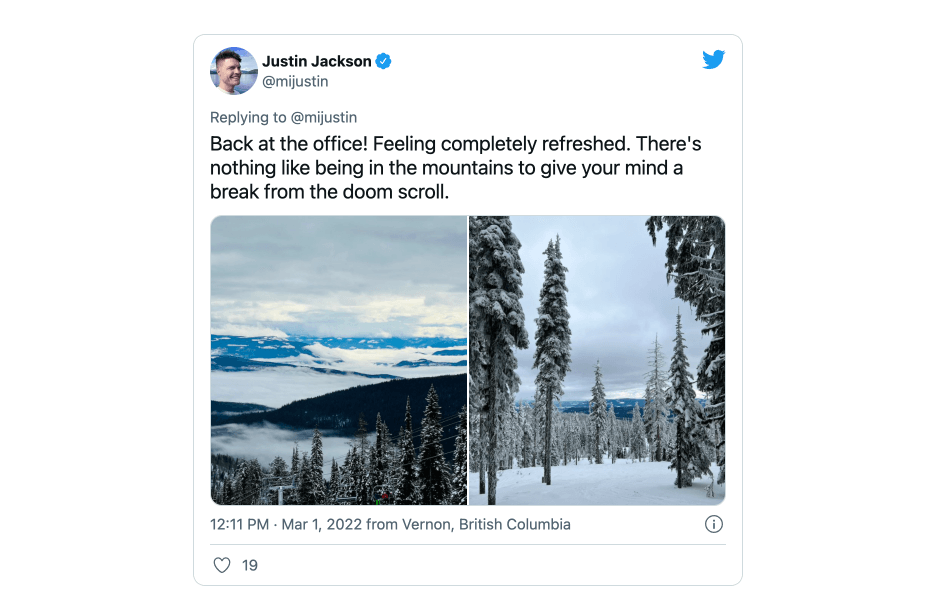 Justin Jackson
@mijustin
Replying to @mijustin
Back at the office! Feeling completely refreshed. There's
nothing like being in the mountains to give your mind a
break from the doom scroll.
12:11 PM · Mar 1, 2022 from Vernon, British Columbia
19